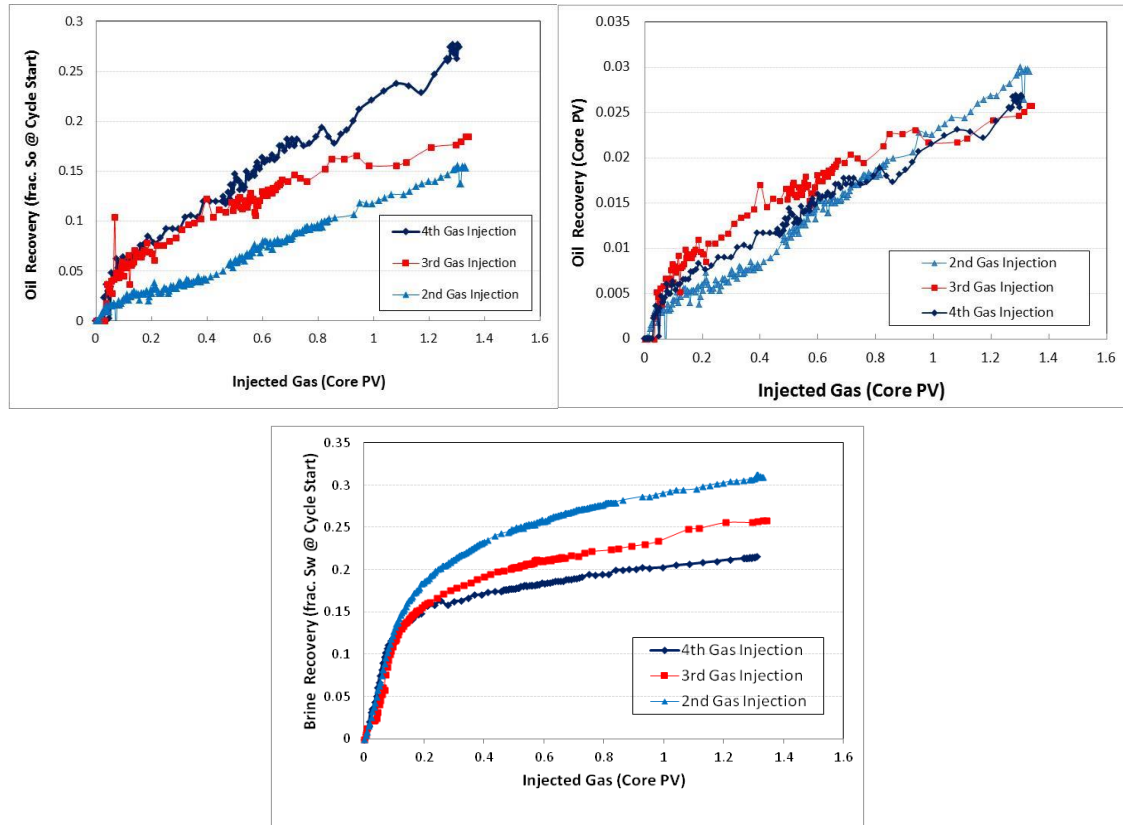 Oil Recovery (frac. So @ Cycle Start)
0.3
0.25
0.2
0.15
0.1
0.05
0
4th Gas Injection
3rd Gas Injection
2nd Gas Injection
0 0.2 0.4 0.6 0.8 1 1.2 1.4 1.6
Injected Gas (Core PV)
Oil Recovery (Core PV)
0.035
0.03
0.025
0.02
0.015
0.01
0.005
0
2nd Gas Injection
3rd Gas Injection
4th Gas Injection
0 0.2 0.4 0.6 0.8 1 1.2 1.4 1.6
Injected Gas (Core PV)
Brine Recovery (frac. Sw @ Cycle Start)
0.35
0.3
0.25
0.2
0.15
0.1
0.05
0
4th Gas Injection
3rd Gas Injection
2nd Gas Injection
0 0.2 0.4 0.6 0.8 1 1.2 1.4 1.6
Injected Gas (Core PV)